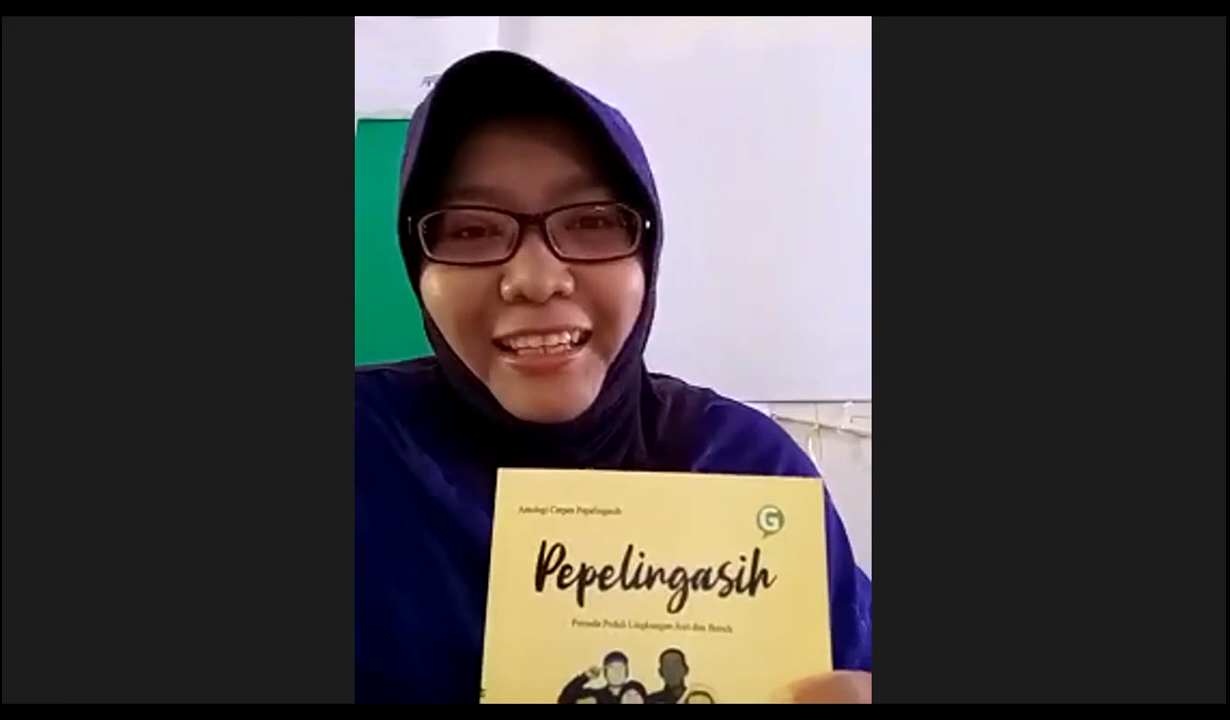 Antologi Cerpen Pepelingasih
G
Pepelingasih
Pemuda Peduli Lingkungan Asri dan Bersih